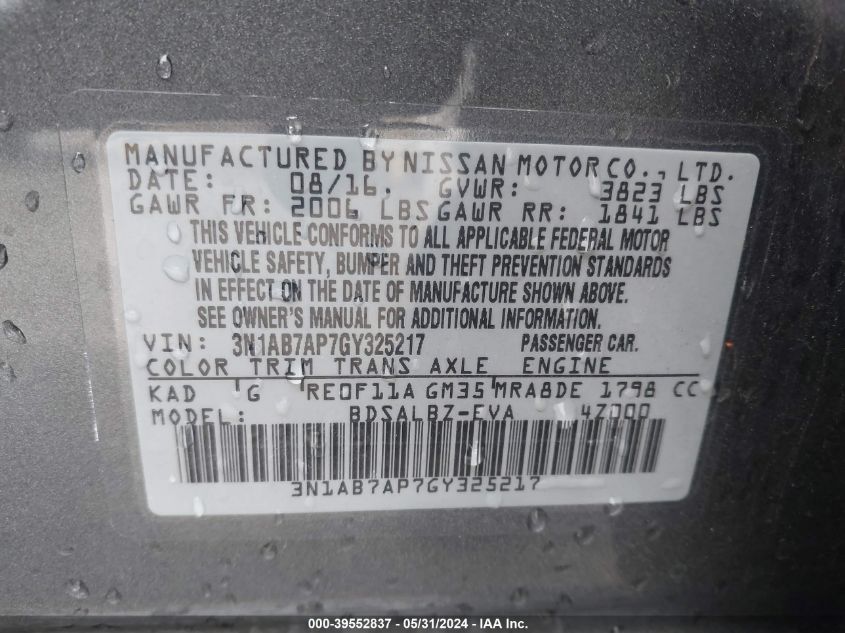 MANUFACTURED BY NISSAN MOTOR CO., LTD.
DATE: 08/16. GVWR: 3823 LBS
GAWR FR: 2006 LBS GAWR RR: 1841 LBS
THIS VEHICLE CONFORMS TO ALL APPLICABLE FEDERAL MOTOR
VEHICLE SAFETY, BUMPER AND THEFT PREVENTION STANDARDS
IN EFFECT ON THE DATE OF MANUFACTURE SHOWN ABOVE.
SEE OWNER'S MANUAL FOR ADDITIONAL INFORMATION.
VIN: 3N1AB7AP7GY325217 PASSENGER CAR.
COLOR TRIM TRANS AXLE ENGINE
KAD G RE0F11A GM35 MRA8DE 1798 CC
MODEL: BDSALBZ-EVA 4Z000
3N1AB7AP7GY325217
000-39552837 - 05/31/2024 - IAA Inc.